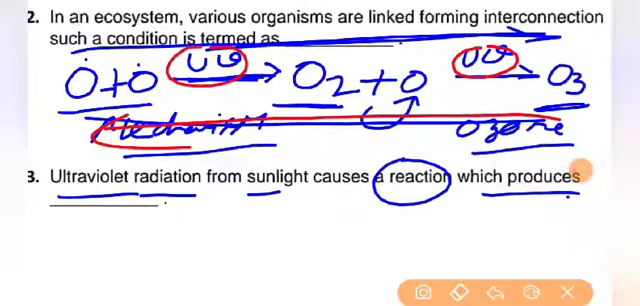 2. In an ecosystem, various organisms are linked forming interconnection
such a condition is termed as
O+O UV → O2+O UV → O3
Ozone
3. Ultraviolet radiation from sunlight causes a reaction which produces